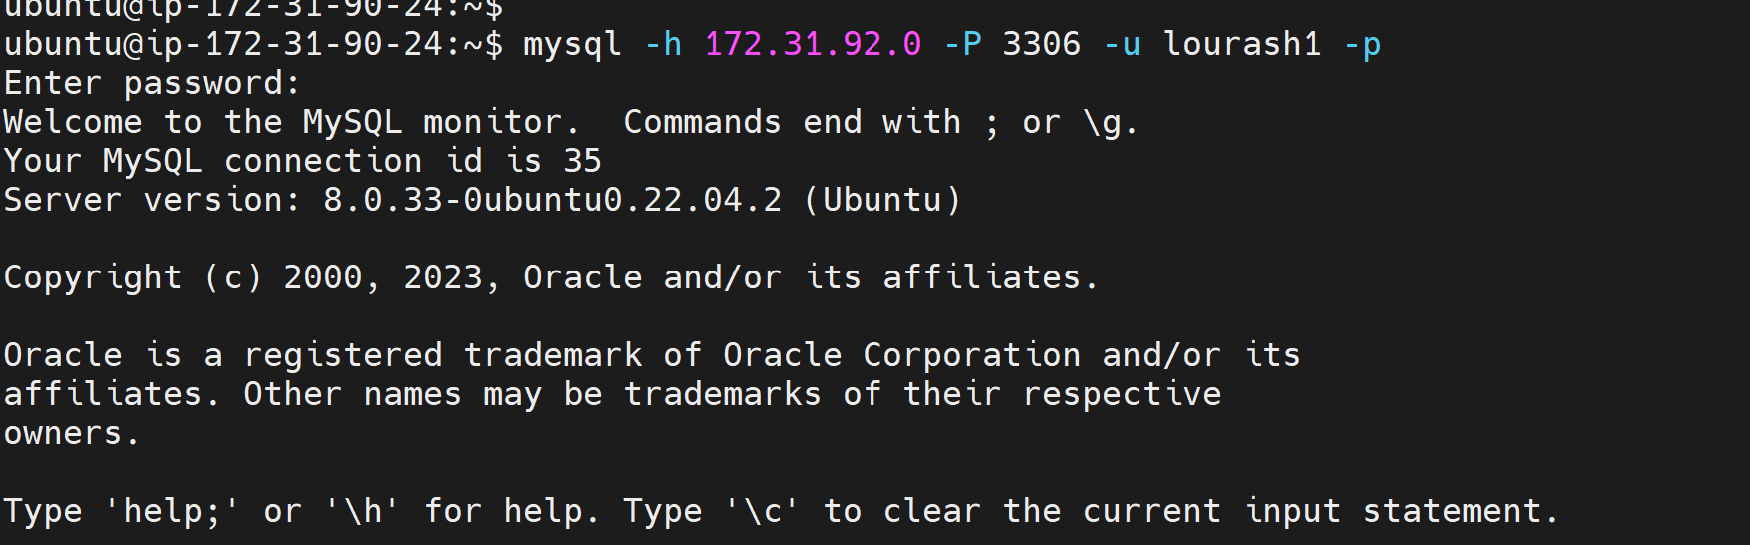 ubuntu@ip-172-31-90-24:~$
ubuntu@ip-172-31-90-24:~$ mysql -h 172.31.92.0 -P 3306 -u lourash1 -p
Enter password:
Welcome to the MySQL monitor.  Commands end with ; or \g.
Your MySQL connection id is 35
Server version: 8.0.33-0ubuntu0.22.04.2 (Ubuntu)
Copyright (c) 2000, 2023, Oracle and/or its affiliates.
Oracle is a registered trademark of Oracle Corporation and/or its
affiliates. Other names may be trademarks of their respective
owners.
Type 'help;' or '\h' for help. Type '\c' to clear the current input statement.